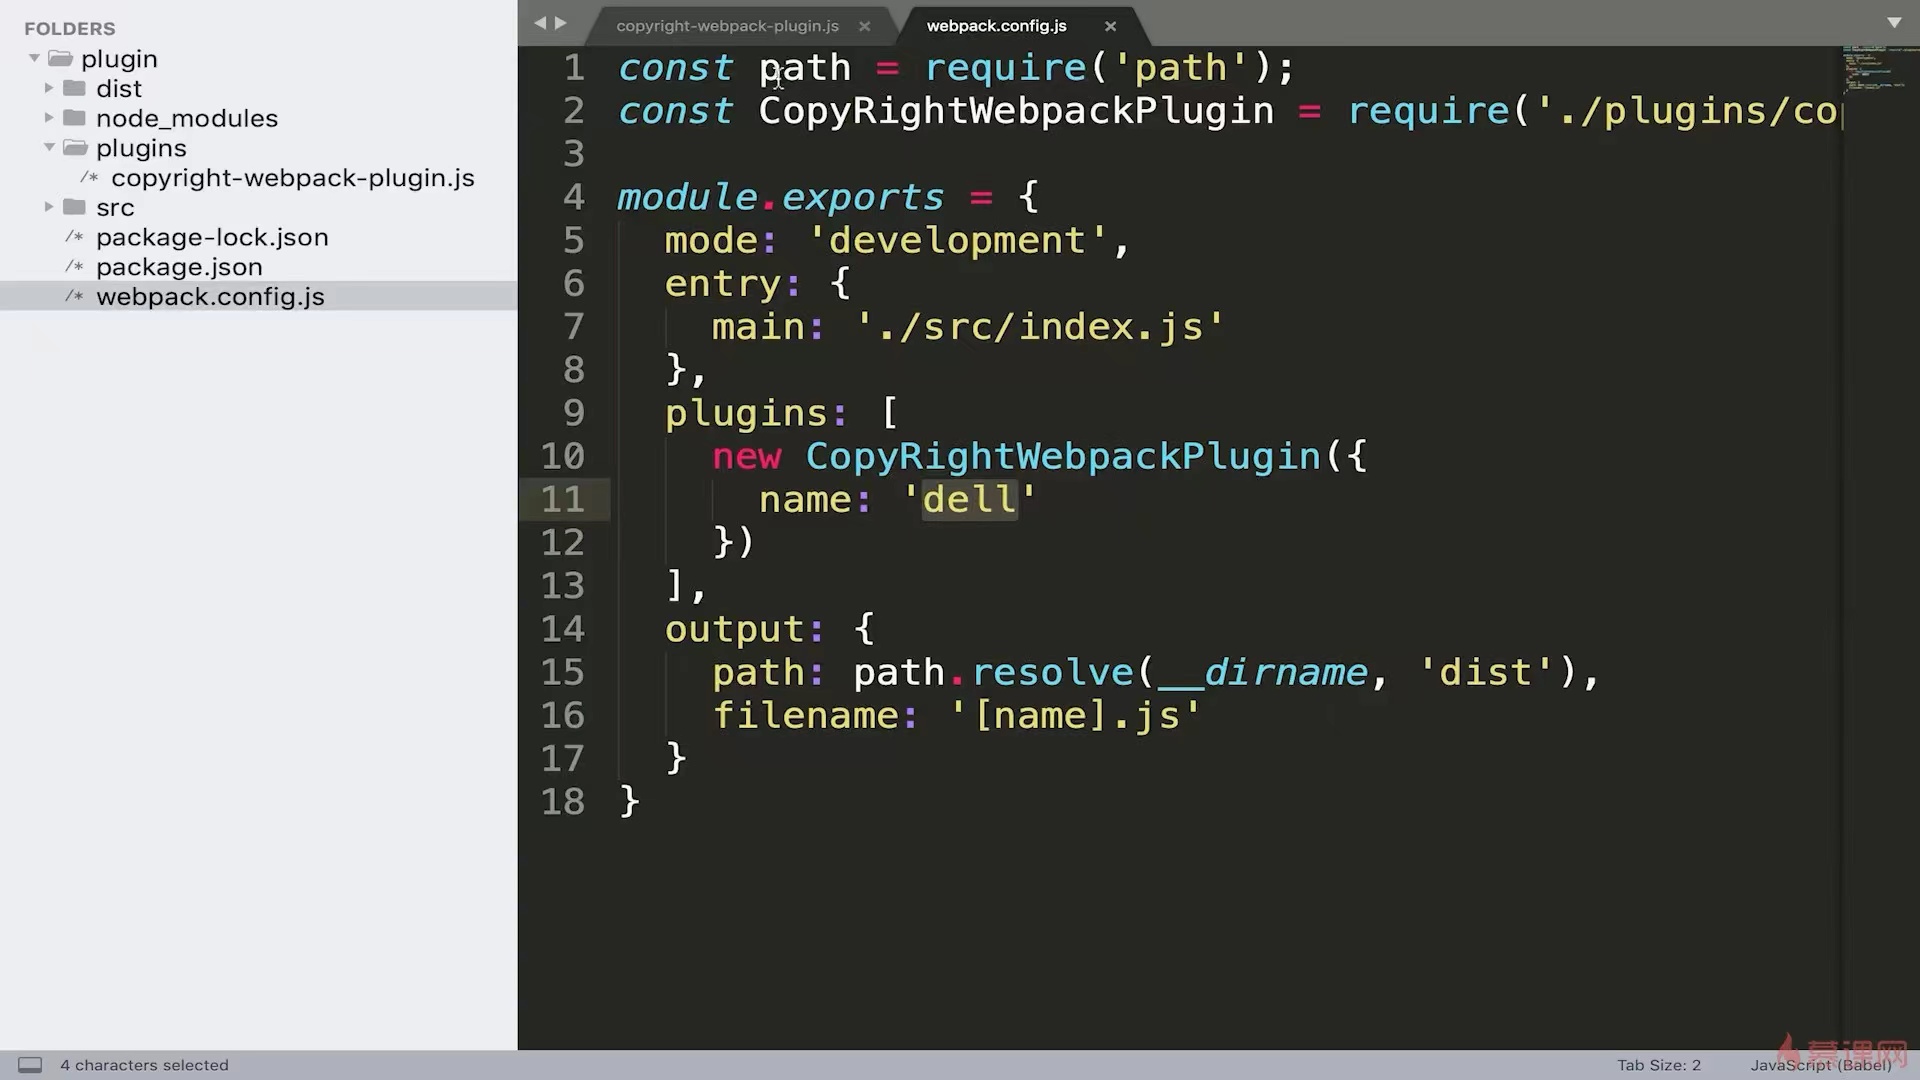 FOLDERS
plugin
dist
node_modules
plugins
/* copyright-webpack-plugin.js
src
/* package-lock.json
/* package.json
/* webpack.config.js
copyright-webpack-plugin.js ×
webpack.config.js ×
1 const path = require('path');
2 const CopyRightWebpackPlugin = require('./plugins/co
3
4 module.exports = {
5 mode: 'development',
6 entry: {
7 main: './src/index.js'
8 },
9 plugins: [
10 new CopyRightWebpackPlugin({
11 name: 'dell'
12 })
13 ],
14 output: {
15 path: path.resolve(__dirname, 'dist'),
16 filename: '[name].js'
17 }
18 }
4 characters selected
Tab Size: 2
JavaScript (Babel)
慕课网